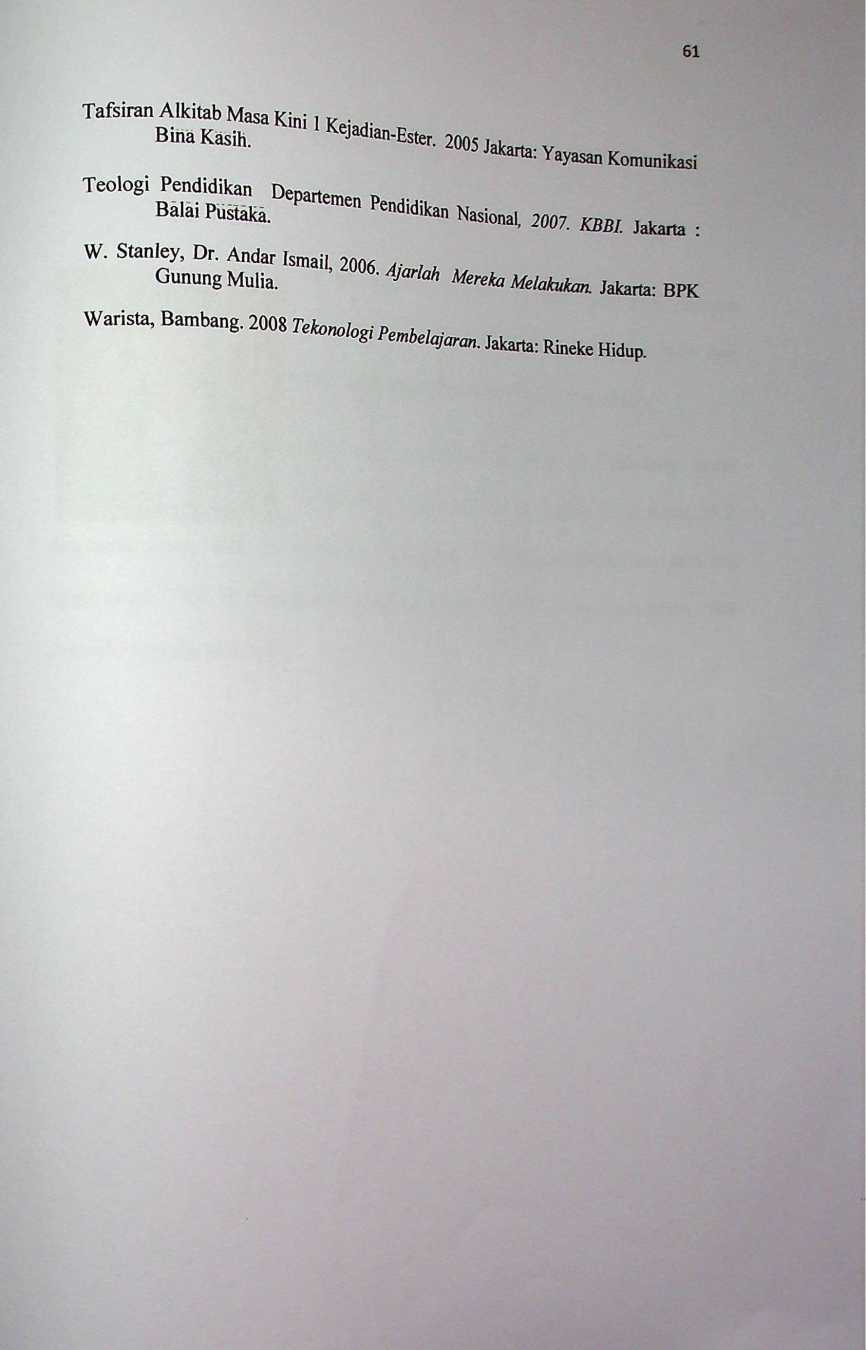 61
Tafsiran Alkitab Masa Kini 1 Kejadian-Ester. 2005 Jakarta: Yayasan Komunikasi
Bina Kasih.
Teologi Pendidikan Departemen Pendidikan Nasional, 2007. KBBI. Jakarta :
Balai Pustaka.
W. Stanley, Dr. Andar Ismail, 2006. Ajarlah Mereka Melakukan. Jakarta: BPK
Gunung Mulia.
Warista, Bambang. 2008 Tekonologi Pembelajaran. Jakarta: Rineke Hidup.